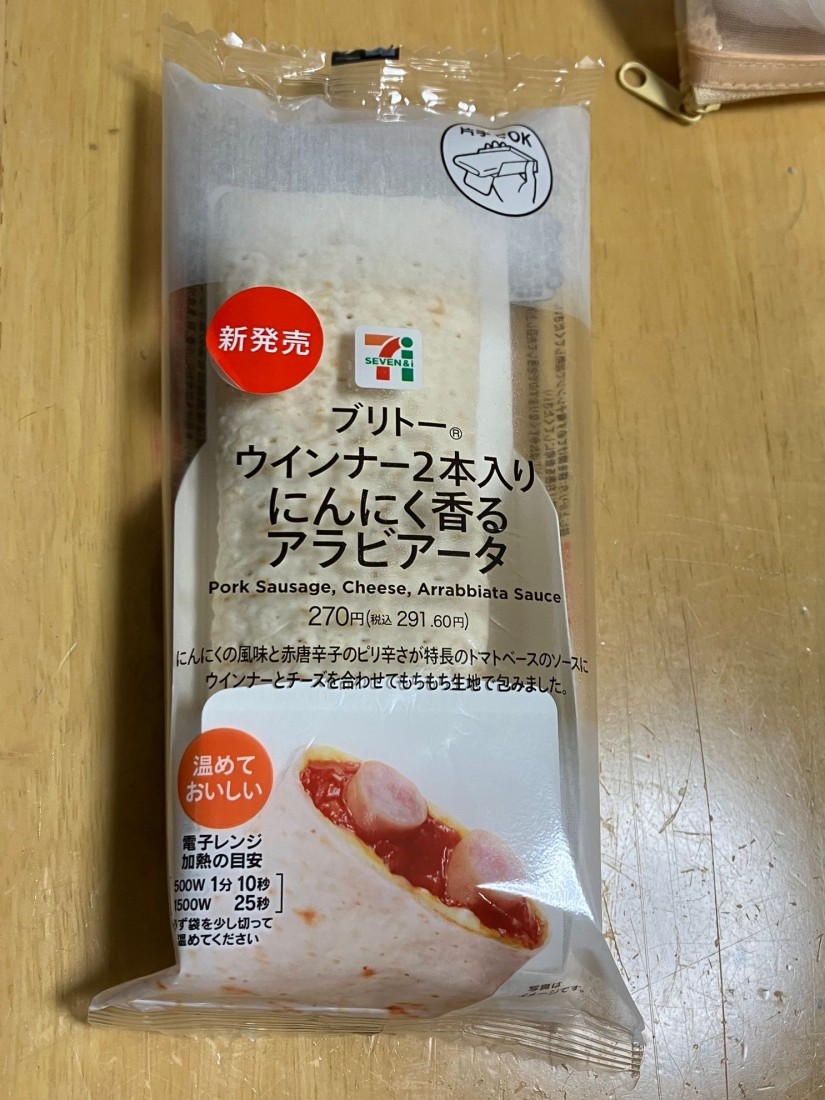 片手でOK
新発売
SEVEN&i
ブリトー®
ウインナー2本入り
にんにく香る
アラビアータ
Pork Sausage, Cheese, Arrabbiata Sauce
270円(税込 291.60円)
にんにくの風味と赤唐辛子のピリ辛さが特長のトマトベースのソースに
ウインナーとチーズを合わせてもちもち生地で包みました。
温めて
おいしい
電子レンジ
加熱の目安
500W 1分10秒
1500W 25秒
必ず袋を少し切って
温めてください
写真は
イメージです。